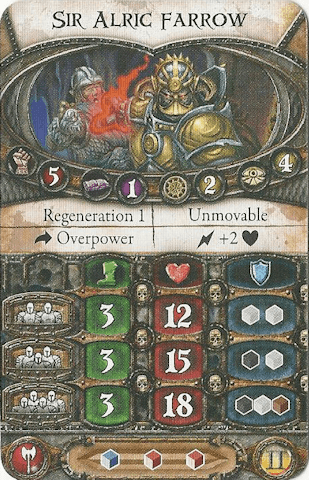 SIR ALRIC FARROW
5 1 2 4
Regeneration 1 Unmovable
Overpower +2
3 12
3 15
3 18
II